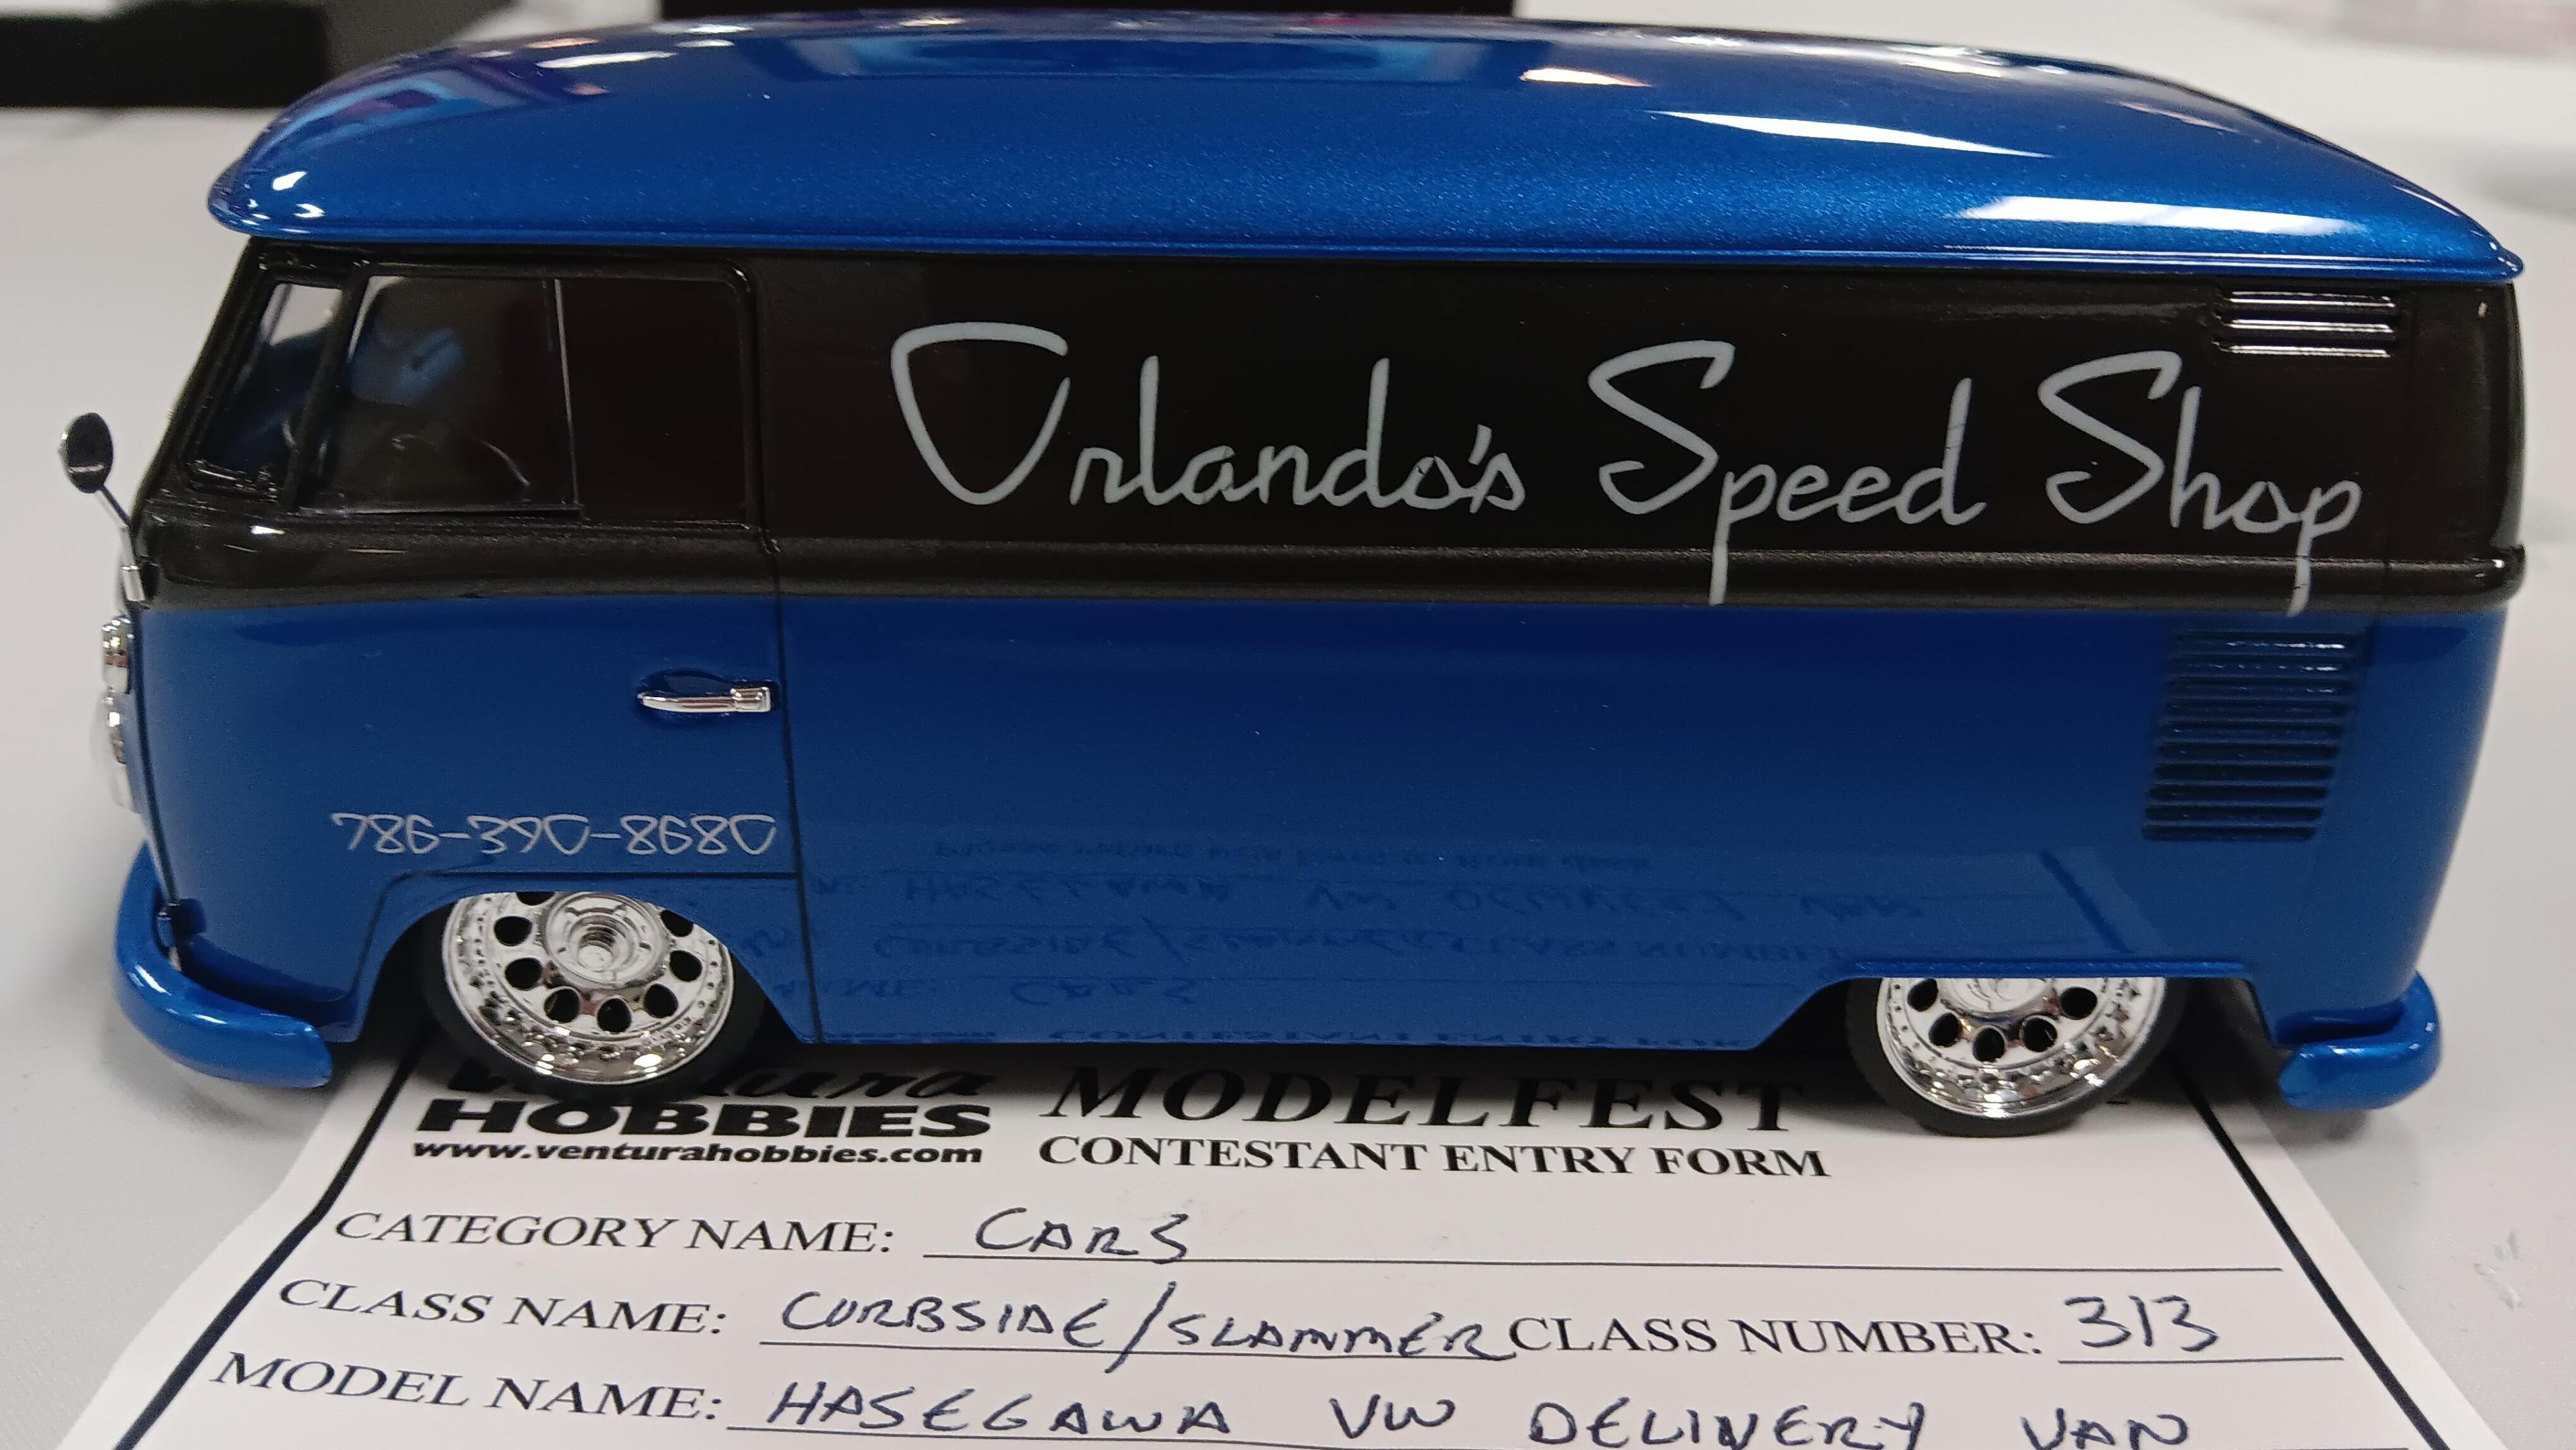 Orlando's Speed Shop
786-390-8680
HOBBIES MODELFEST
www.venturahobbies.com CONTESTANT ENTRY FORM
CATEGORY NAME: CARS
CLASS NAME: CURBSIDE/SLAMMER CLASS NUMBER: 313
MODEL NAME: HASEGAWA VW DELIVERY VAN